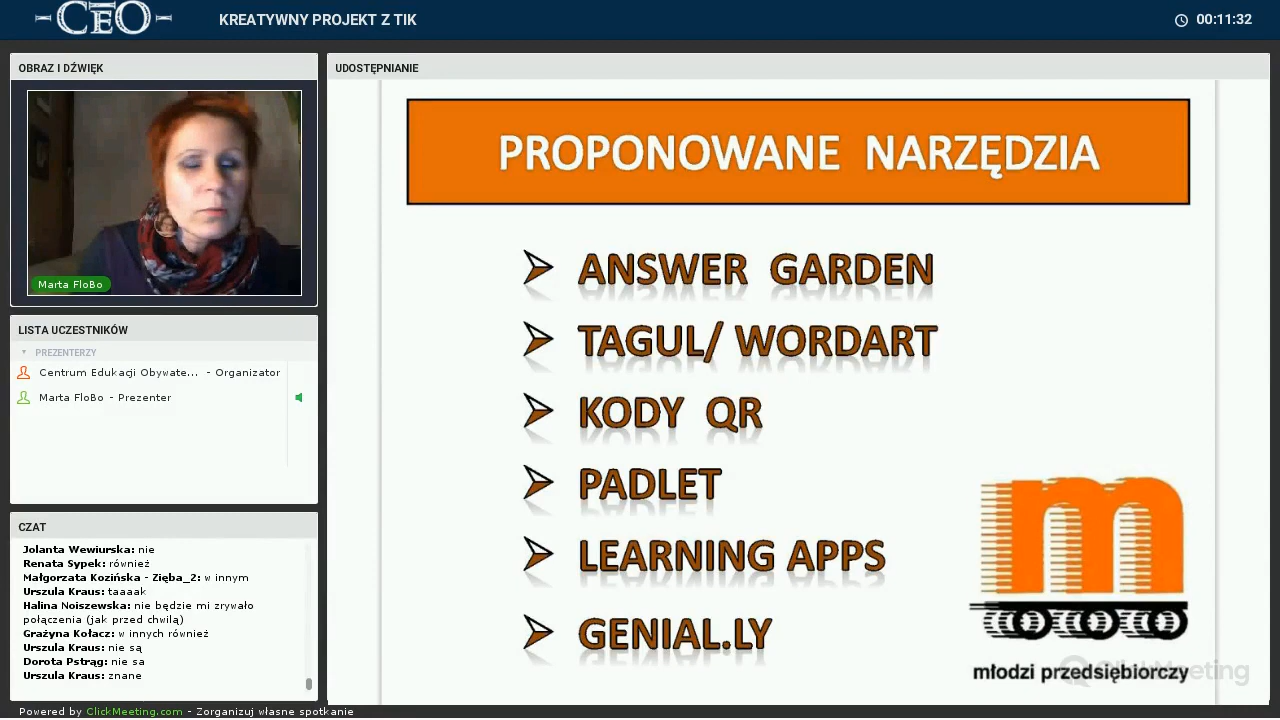 CEO
KREATYWNY PROJEKT Z TIK
00:11:32
OBRAZ I DŹWIĘK
Marta FloBo
LISTA UCZESTNIKÓW
PREZENTERZY
Centrum Edukacji Obywate... - Organizator
Marta FloBo - Prezenter
CZAT
Jolanta Wewiurska: nie
Renata Sypek: również
Małgorzata Kozińska - Zięba_2: w innym
Urszula Kraus: taaaak
Halina Noiszewska: nie będzie mi zrywało
połączenia (jak przed chwilą)
Grażyna Kołacz: w innych również
Urszula Kraus: nie są
Dorota Pstrąg: nie sa
Urszula Kraus: znane
UDOSTĘPNIANIE
PROPONOWANE NARZĘDZIA
ANSWER GARDEN
TAGUL/ WORDART
KODY QR
PADLET
LEARNING APPS
GENIAL.LY
m
młodzi przedsiębiorczy
ClickMeeting
Powered by ClickMeeting.com - Zorganizuj własne spotkanie